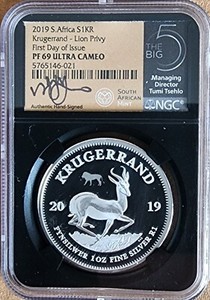 2019 S.Africa S1KR
Krugerrand - Lion Privy
First Day of Issue
PF 69 ULTRA CAMEO
5765146-021
Authentic Hand-Signed
SOUTH AFRICAN
MINT
THE BIG 5
Managing
Director
Tumi Tsehlo
NGC
KRUGERRAND
20 19
FYNSILWER 1 OZ FINE SILVER R1